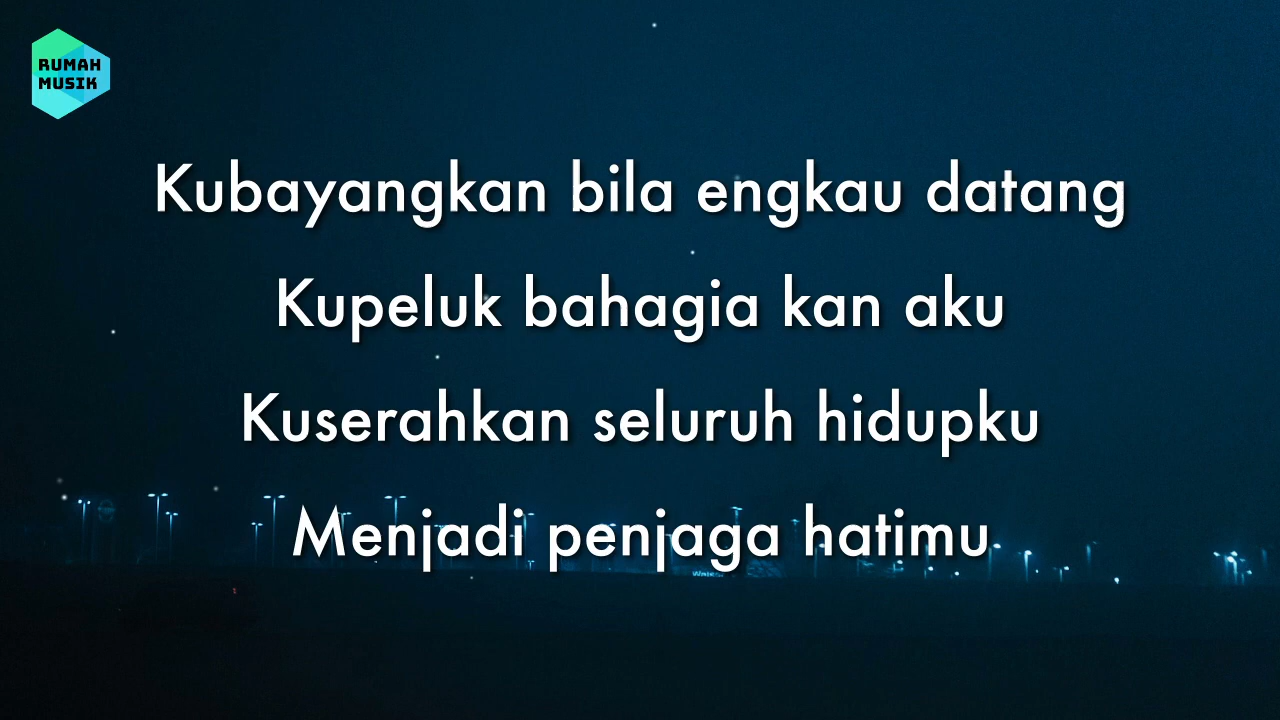 RUMAH
MUSIK
Kubayangkan bila engkau datang
Kupeluk bahagia kan aku
Kuserahkan seluruh hidupku
Menjadi penjaga hatimu